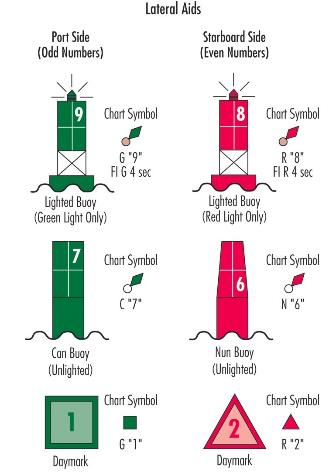 Lateral Aids
Port Side
(Odd Numbers)
Starboard Side
(Even Numbers)
9
Chart Symbol
G "9"
Fl G 4 sec
Lighted Buoy
(Green Light Only)
8
Chart Symbol
R "8"
Fl R 4 sec
Lighted Buoy
(Red Light Only)
7
Chart Symbol
C "7"
Can Buoy
(Unlighted)
6
Chart Symbol
N "6"
Nun Buoy
(Unlighted)
1
Chart Symbol
G "1"
Daymark
2
Chart Symbol
R "2"
Daymark